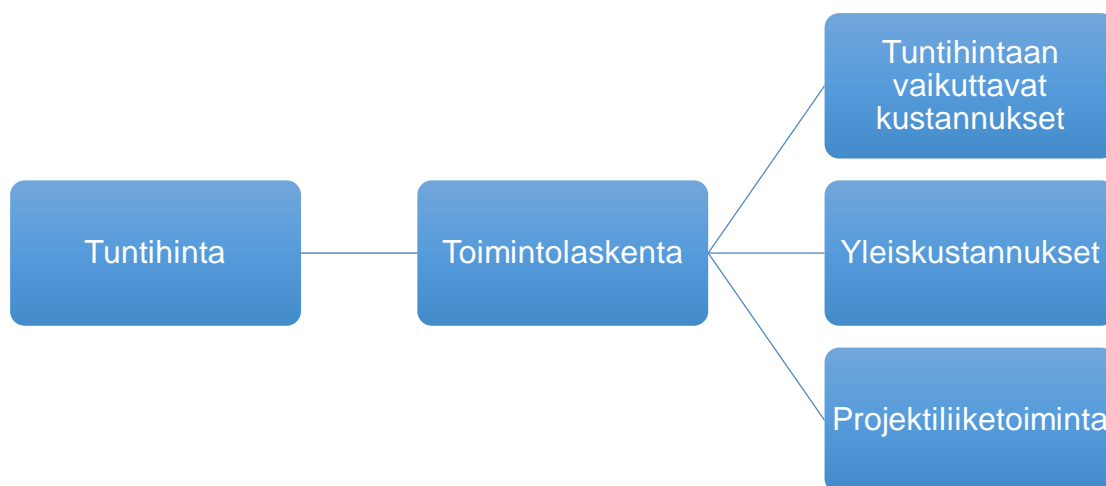 Tuntihinta
Toimintolaskenta
Tuntihintaan
vaikuttavat
kustannukset
Yleiskustannukset
Projektiliiketoiminta